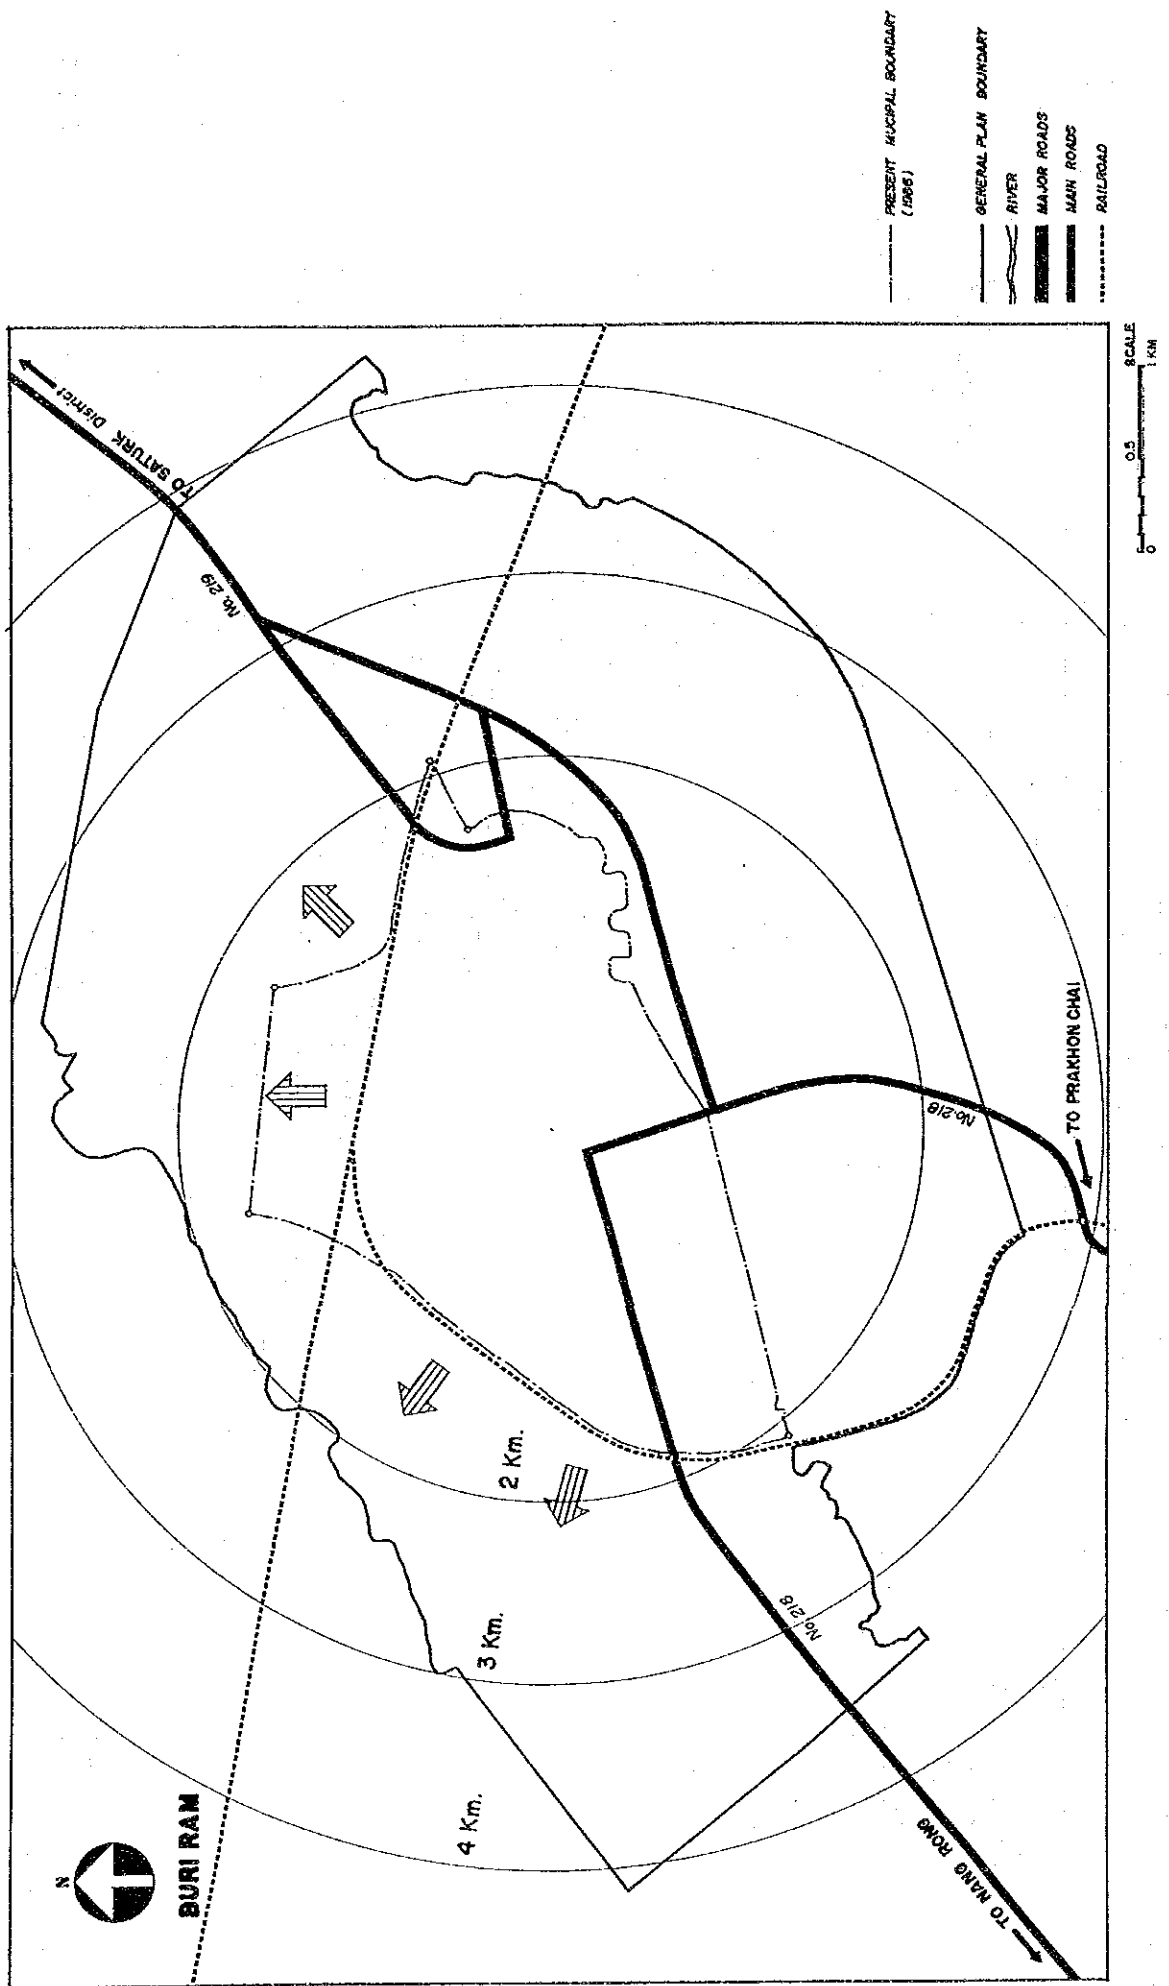 N
BURI RAM
4 Km.
3 Km.
2 Km.
TO SATURK District
No. 219
No. 218
TO PRAKHON CHAI
No. 218
TO NANG RONG
PRESENT MUCIPAL BOUNDARY
(1986)
GENERAL PLAN BOUNDARY
RIVER
MAJOR ROADS
MAIN ROADS
RAILROAD
SCALE
0 0.5 1 KM